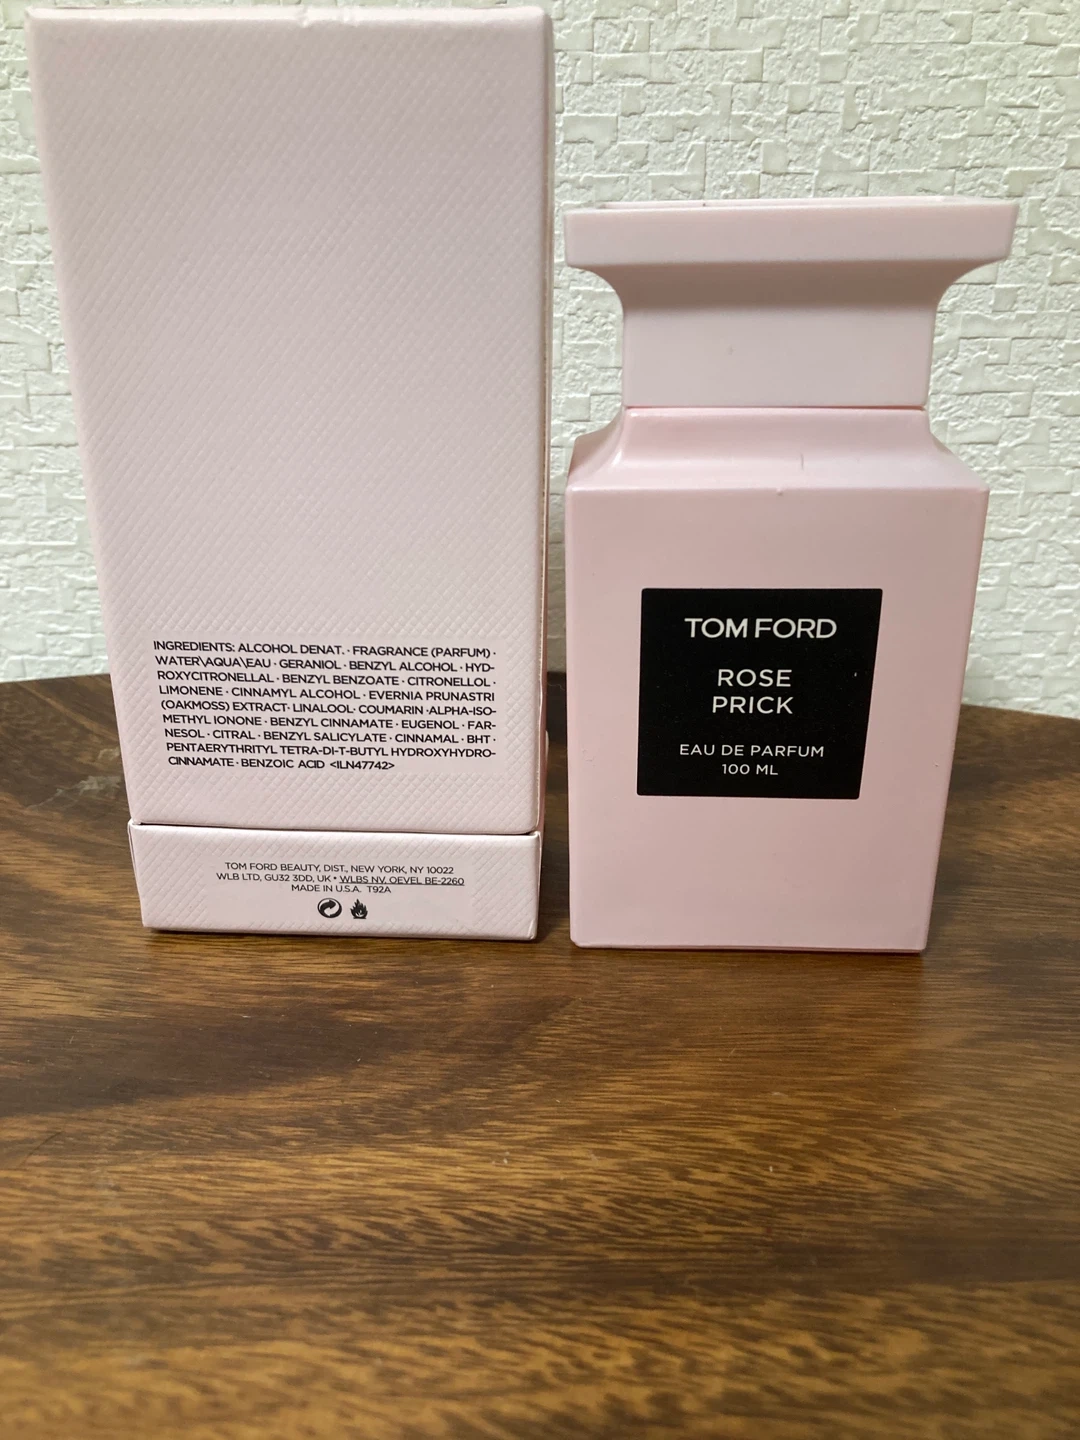 INGREDIENTS: ALCOHOL DENAT. · FRAGRANCE (PARFUM) ·
WATER\AQUA\EAU · GERANIOL · BENZYL ALCOHOL · HYD-
ROXYCITRONELLAL · BENZYL BENZOATE · CITRONELLOL ·
LIMONENE · CINNAMYL ALCOHOL · EVERNIA PRUNASTRI
(OAKMOSS) EXTRACT · LINALOOL · COUMARIN · ALPHA-ISO-
METHYL IONONE · BENZYL CINNAMATE · EUGENOL · FAR-
NESOL · CITRAL · BENZYL SALICYLATE · CINNAMAL · BHT ·
PENTAERYTHRITYL TETRA-DI-T-BUTYL HYDROXYHYDRO-
CINNAMATE · BENZOIC ACID <ILN47742>
TOM FORD BEAUTY, DIST., NEW YORK, NY 10022
WLB LTD, GU32 3DD, UK • WLBS NV, OEVEL BE-2260
MADE IN U.S.A. T92A
TOM FORD
ROSE
PRICK
EAU DE PARFUM
100 ML